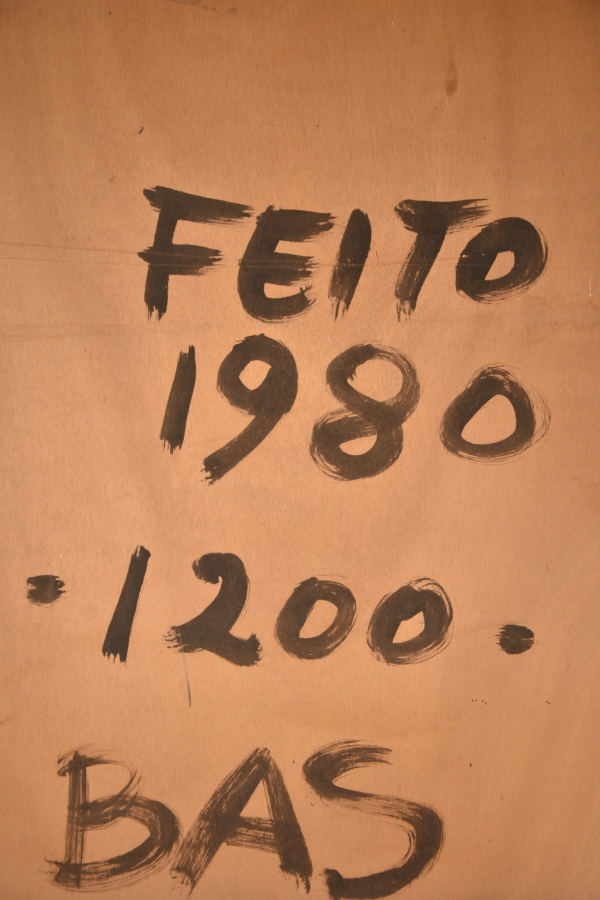 FEITO
1980
- 1200 .
BAS